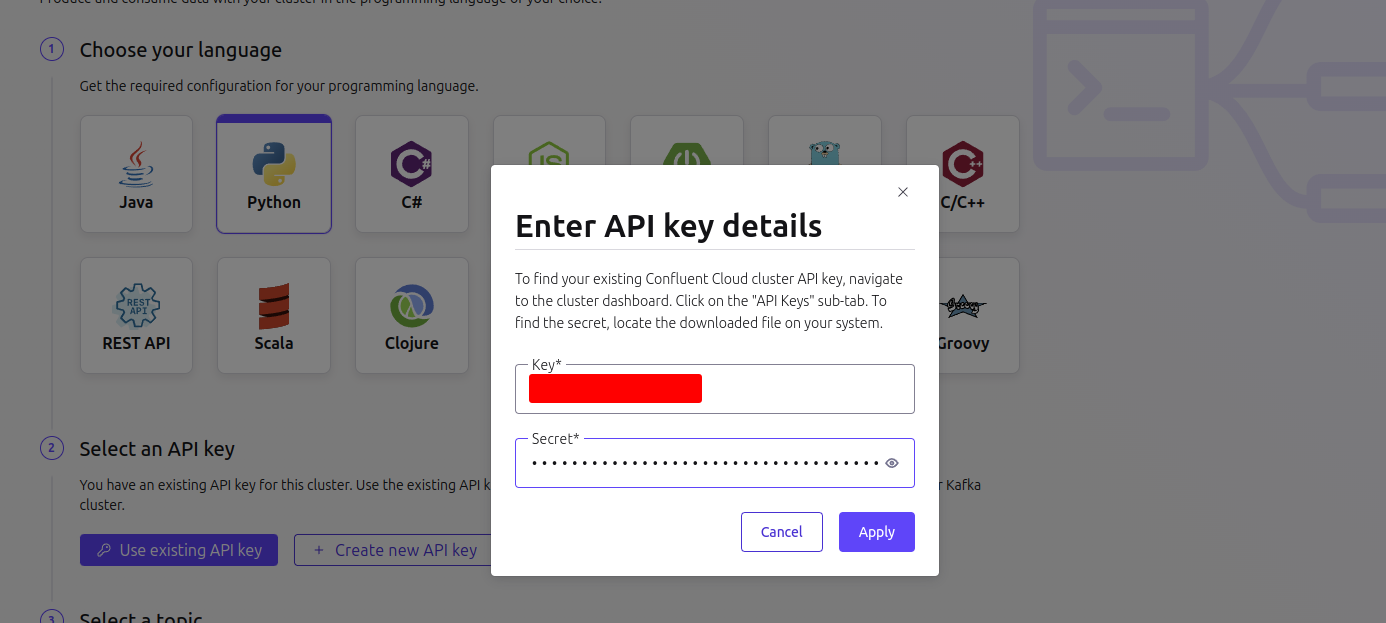 Produce and consume data with your cluster in the programming language of your choice.
1 Choose your language
Get the required configuration for your programming language.
Java
Python
C#
JS
C++
C/C++
REST API
REST API
Scala
Clojure
Groovy
Groovy
Enter API key details
To find your existing Confluent Cloud cluster API key, navigate
to the cluster dashboard. Click on the "API Keys" sub-tab. To
find the secret, locate the downloaded file on your system.
Key*
Secret*
Cancel
Apply
2 Select an API key
You have an existing API key for this cluster. Use the existing API k
r Kafka
cluster.
Use existing API key
+ Create new API key
3 Select a topic